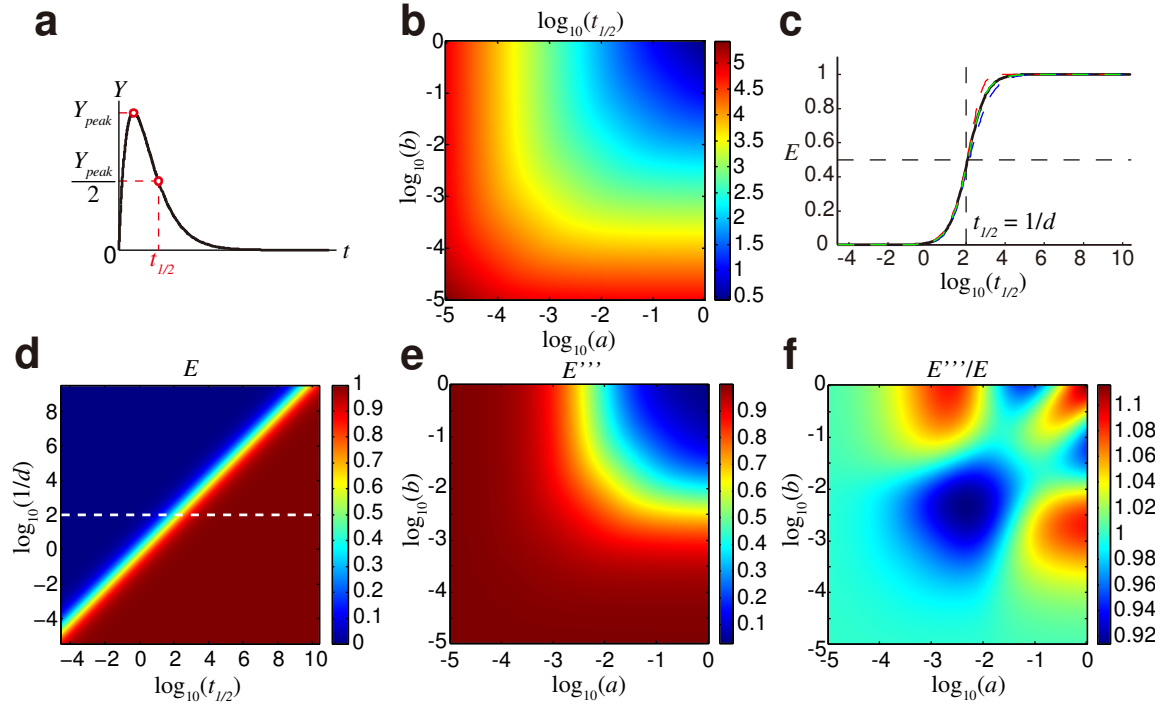 a
Y
Y_peak
Y_peak
2
0
t_1/2
t
b
log₁₀(t_1/2)
log₁₀(b)
0
-1
-2
-3
-4
-5
-5 -4 -3 -2 -1 0
log₁₀(a)
5
4.5
4
3.5
3
2.5
2
1.5
1
0.5
c
E
1
0.8
0.6
0.4
0.2
0
t_1/2 = 1/d
-4 -2 0 2 4 6 8 10
log₁₀(t_1/2)
d
E
log₁₀(1/d)
8
6
4
2
0
−2
−4
−4 −2 0 2 4 6 8 10
log₁₀(t_1/2)
1
0.9
0.8
0.7
0.6
0.5
0.4
0.3
0.2
0.1
0
e
E’’’
log₁₀(b)
0
-1
-2
-3
-4
-5
-5 -4 -3 -2 -1 0
log₁₀(a)
0.9
0.8
0.7
0.6
0.5
0.4
0.3
0.2
0.1
f
E’’’/E
log₁₀(b)
0
-1
-2
-3
-4
-5
-5 -4 -3 -2 -1 0
log₁₀(a)
1.1
1.08
1.06
1.04
1.02
1
0.98
0.96
0.94
0.92